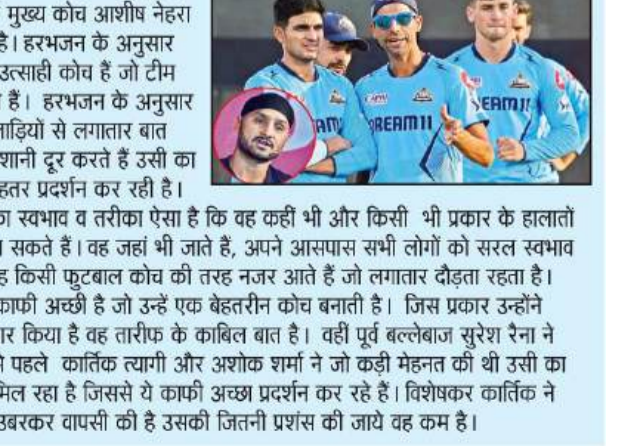 मुख्य कोच आशीष नेहरा
है। हरभजन के अनुसार
उत्साही कोच हैं जो टीम
हैं। हरभजन के अनुसार
लगातार बात
दूर करते हैं उसी का
प्रदर्शन कर रही है।
DREAM11
स्वभाव व तरीका ऐसा है कि वह कहीं भी और किसी भी प्रकार के हालातों
सकते हैं। वह जहां भी जाते हैं, अपने आसपास सभी लोगों को सरल स्वभाव
किसी फुटबाल कोच की तरह नजर आते हैं जो लगातार दौड़ता रहता है।
काफी अच्छी है जो उन्हें एक बेहतरीन कोच बनाती है। जिस प्रकार उन्होंने
किया है वह तारीफ के काबिल बात है। वहीं पूर्व बल्लेबाज सुरेश रैना ने
पहले कार्तिक त्यागी और अशोक शर्मा ने जो कड़ी मेहनत की थी उसी का
मिल रहा है जिससे ये काफी अच्छा प्रदर्शन कर रहे हैं। विशेषकर कार्तिक ने
उबरकर वापसी की है उसकी जितनी प्रशंस की जाये वह कम है।